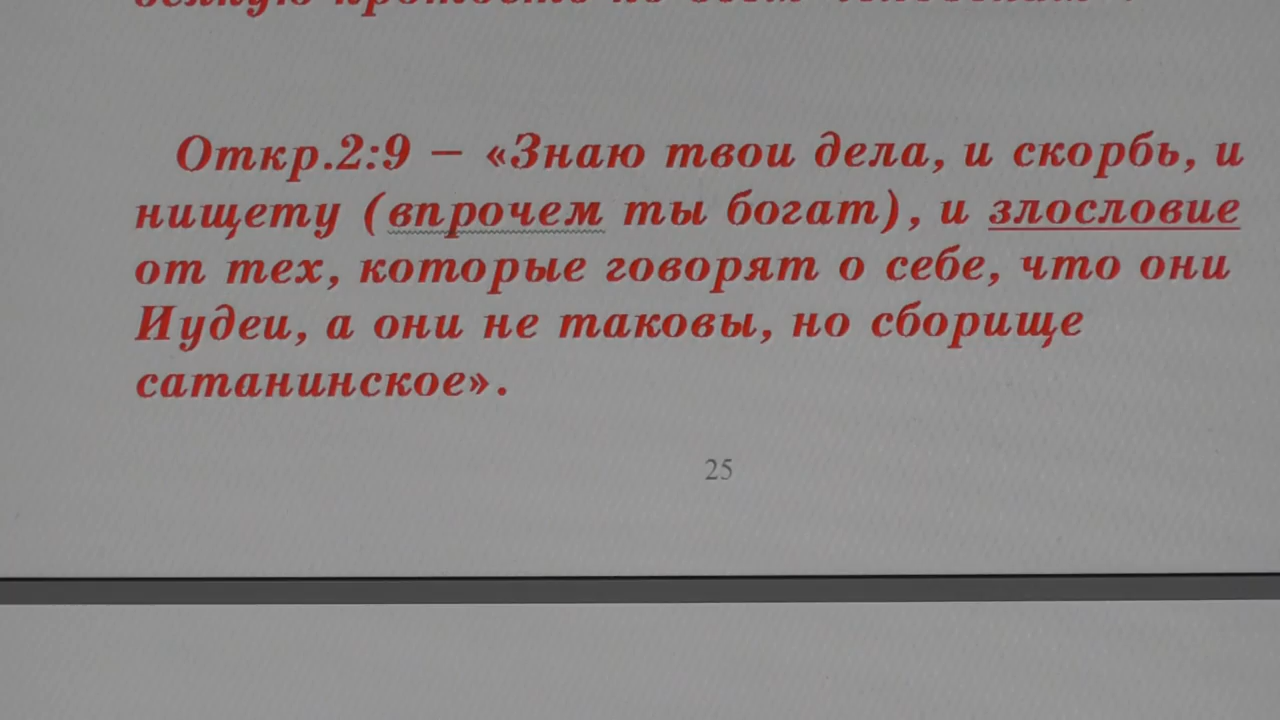 Откр.2:9 – «Знаю твои дела, и скорбь, и
нищету (впрочем ты богат), и злословие
от тех, которые говорят о себе, что они
Иудеи, а они не таковы, но сборище
сатанинское».
25